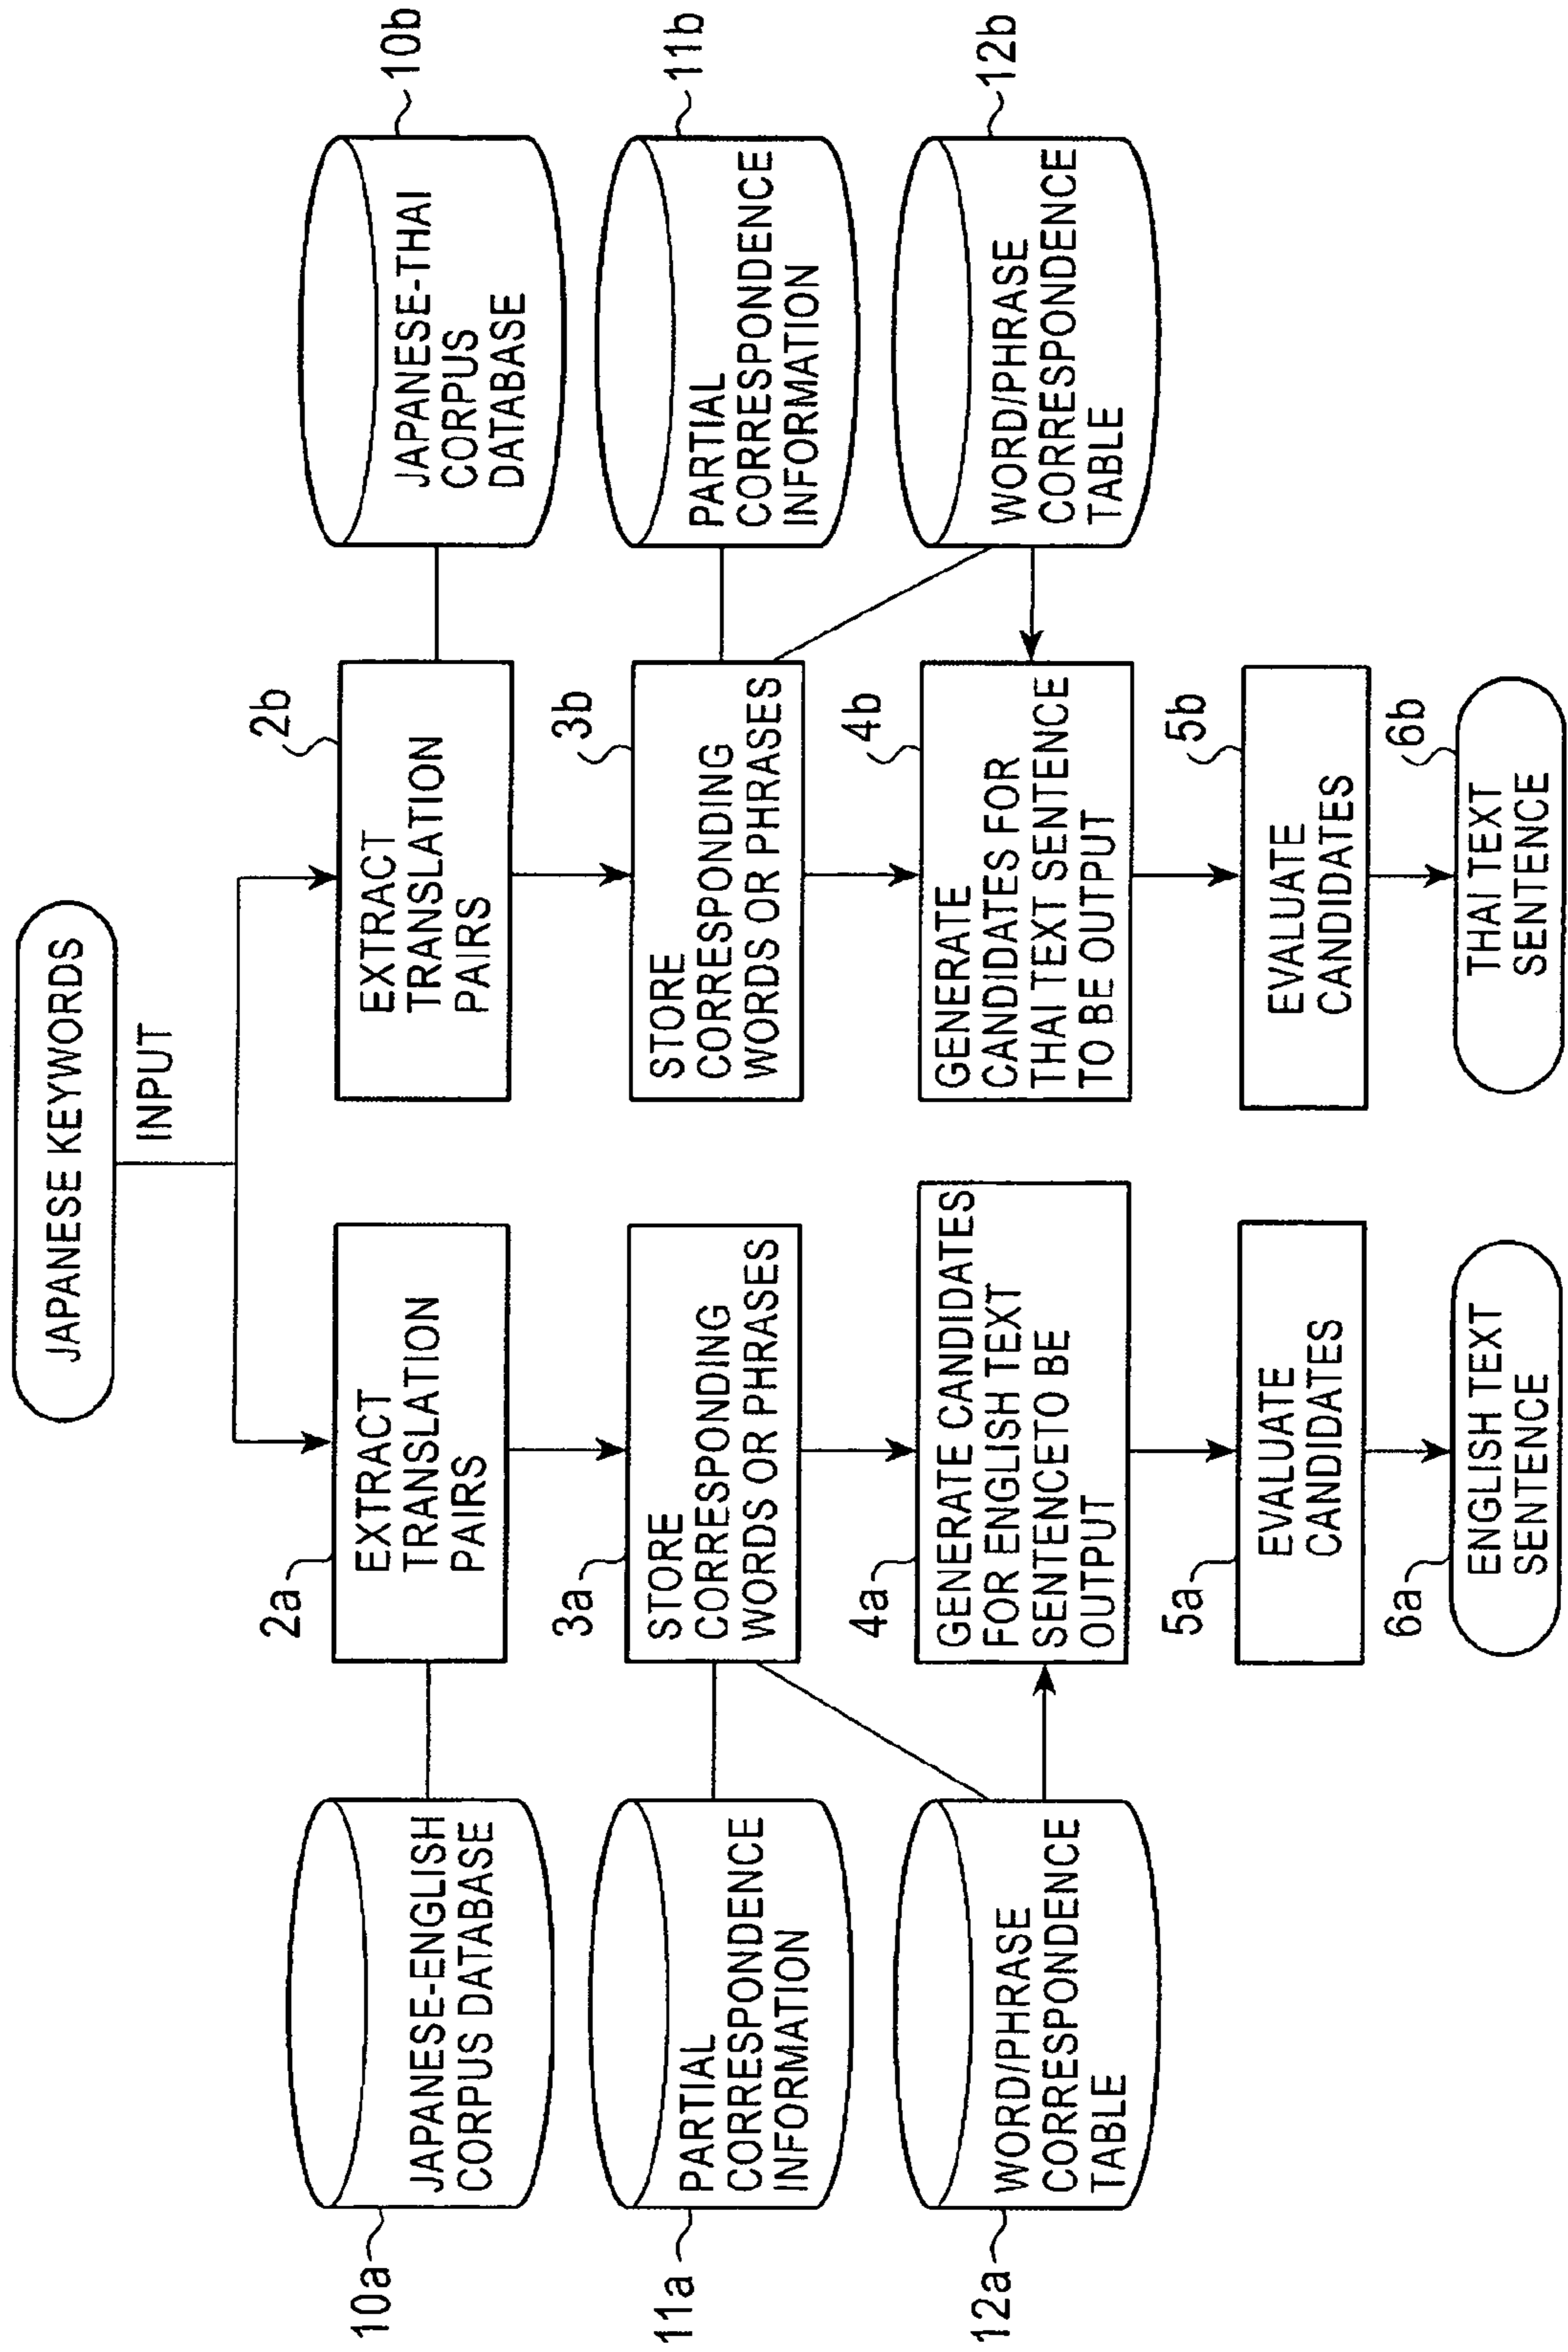 JAPANESE KEYWORDS
INPUT
2a
EXTRACT
TRANSLATION
PAIRS
2b
EXTRACT
TRANSLATION
PAIRS
10a
JAPANESE-ENGLISH
CORPUS DATABASE
10b
JAPANESE-THAI
CORPUS
DATABASE
3a
STORE
CORRESPONDING
WORDS OR PHRASES
3b
STORE
CORRESPONDING
WORDS OR PHRASES
11a
PARTIAL
CORRESPONDENCE
INFORMATION
11b
PARTIAL
CORRESPONDENCE
INFORMATION
4a
GENERATE CANDIDATES
FOR ENGLISH TEXT
SENTENCETO BE
OUTPUT
4b
GENERATE
CANDIDATES FOR
THAI TEXT SENTENCE
TO BE OUTPUT
12a
WORD/PHRASE
CORRESPONDENCE
TABLE
12b
WORD/PHRASE
CORRESPONDENCE
TABLE
5a
EVALUATE
CANDIDATES
5b
EVALUATE
CANDIDATES
6a
ENGLISH TEXT
SENTENCE
6b
THAI TEXT
SENTENCE